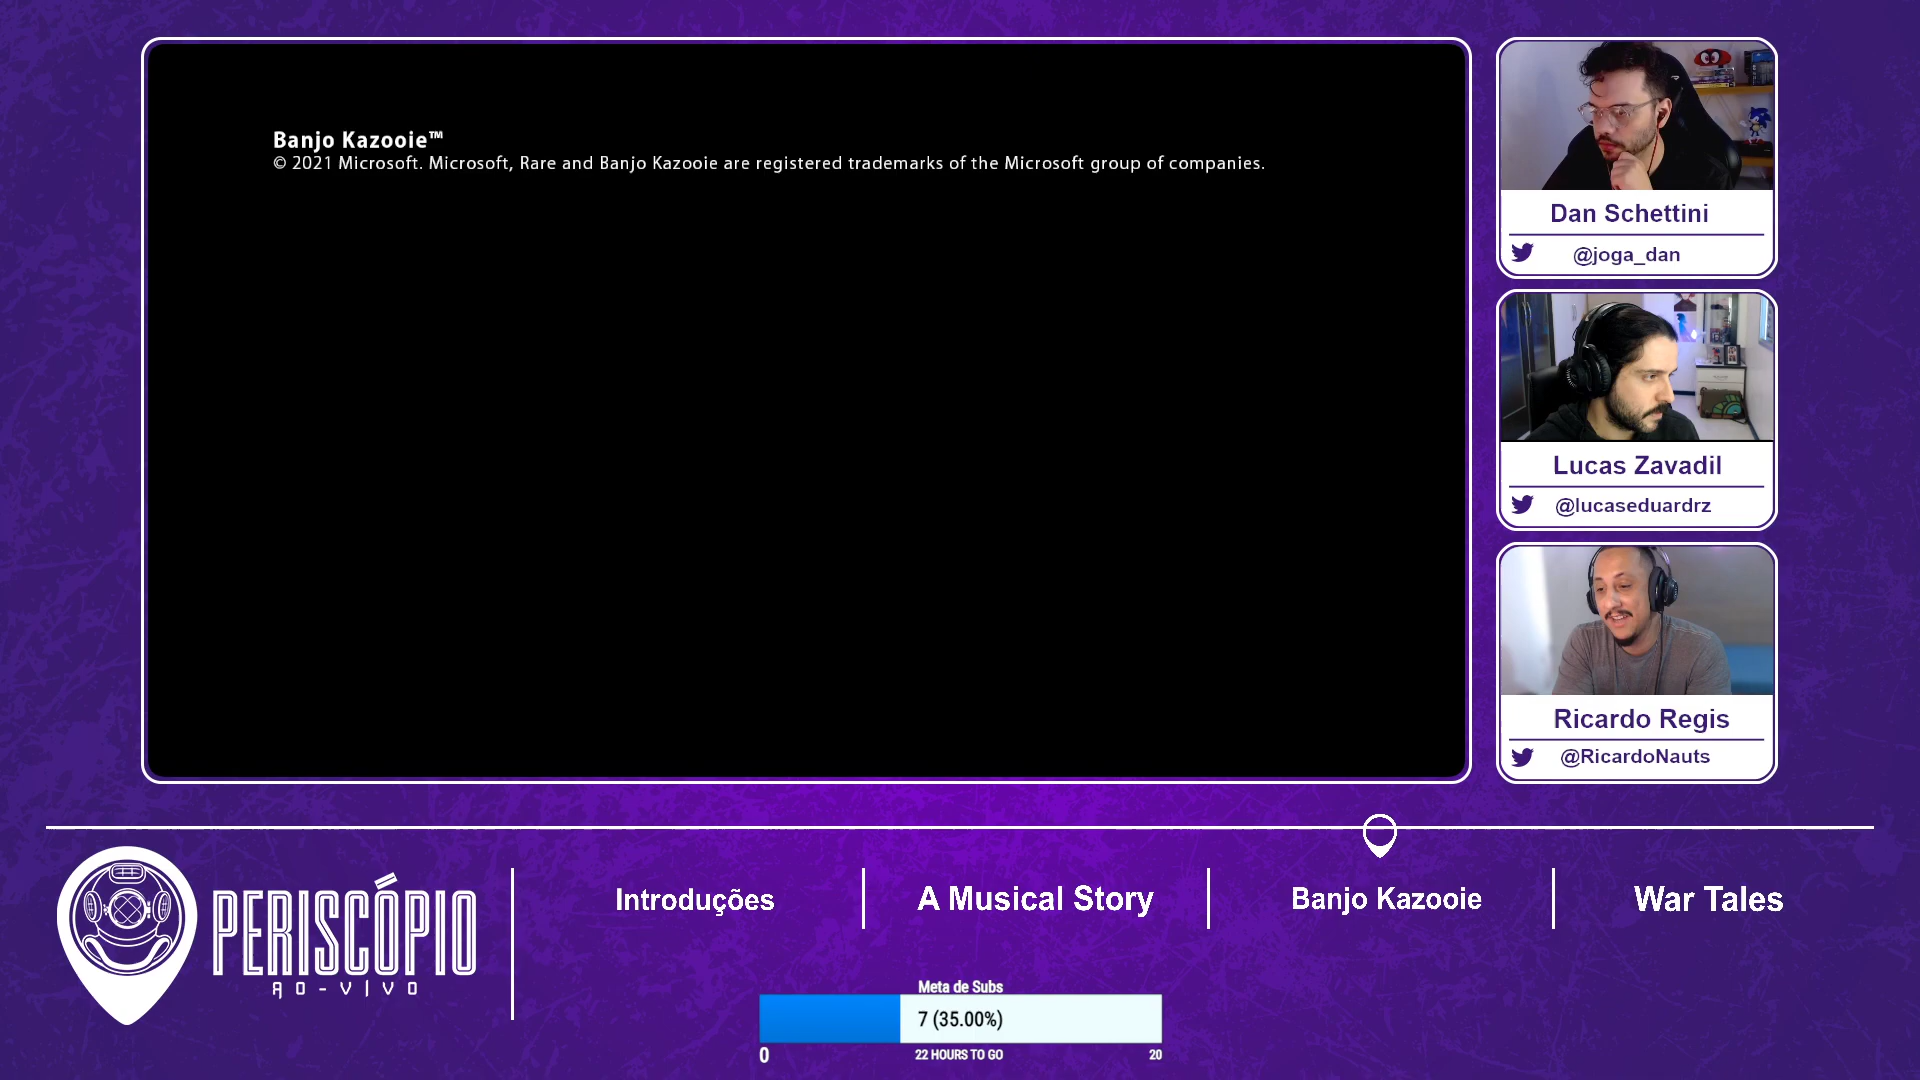 Banjo Kazooie™
© 2021 Microsoft. Microsoft, Rare and Banjo Kazooie are registered trademarks of the Microsoft group of companies.
Dan Schettini
@joga_dan
Lucas Zavadil
@lucaseduardrz
Ricardo Regis
@RicardoNauts
PERISCÓPIO
AO-VIVO
Introduções
A Musical Story
Banjo Kazooie
War Tales
Meta de Subs
7 (35.00%)
0
22 HOURS TO GO
20